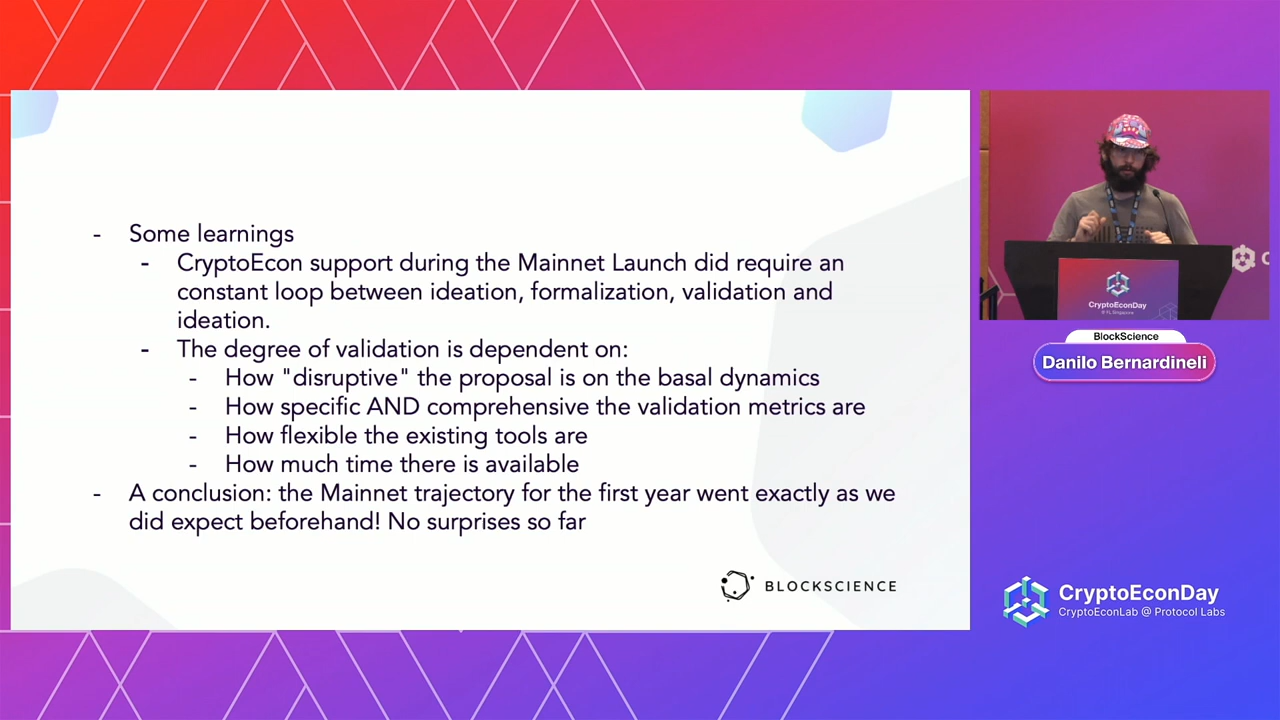 - Some learnings
- CryptoEcon support during the Mainnet Launch did require an
constant loop between ideation, formalization, validation and
ideation.
- The degree of validation is dependent on:
- How "disruptive" the proposal is on the basal dynamics
- How specific AND comprehensive the validation metrics are
- How flexible the existing tools are
- How much time there is available
- A conclusion: the Mainnet trajectory for the first year went exactly as we
did expect beforehand! No surprises so far
BLOCKSCIENCE
CryptoEconDay
@ PL Singapore
C
BlockScience
Danilo Bernardineli
CryptoEconDay
CryptoEconLab @ Protocol Labs